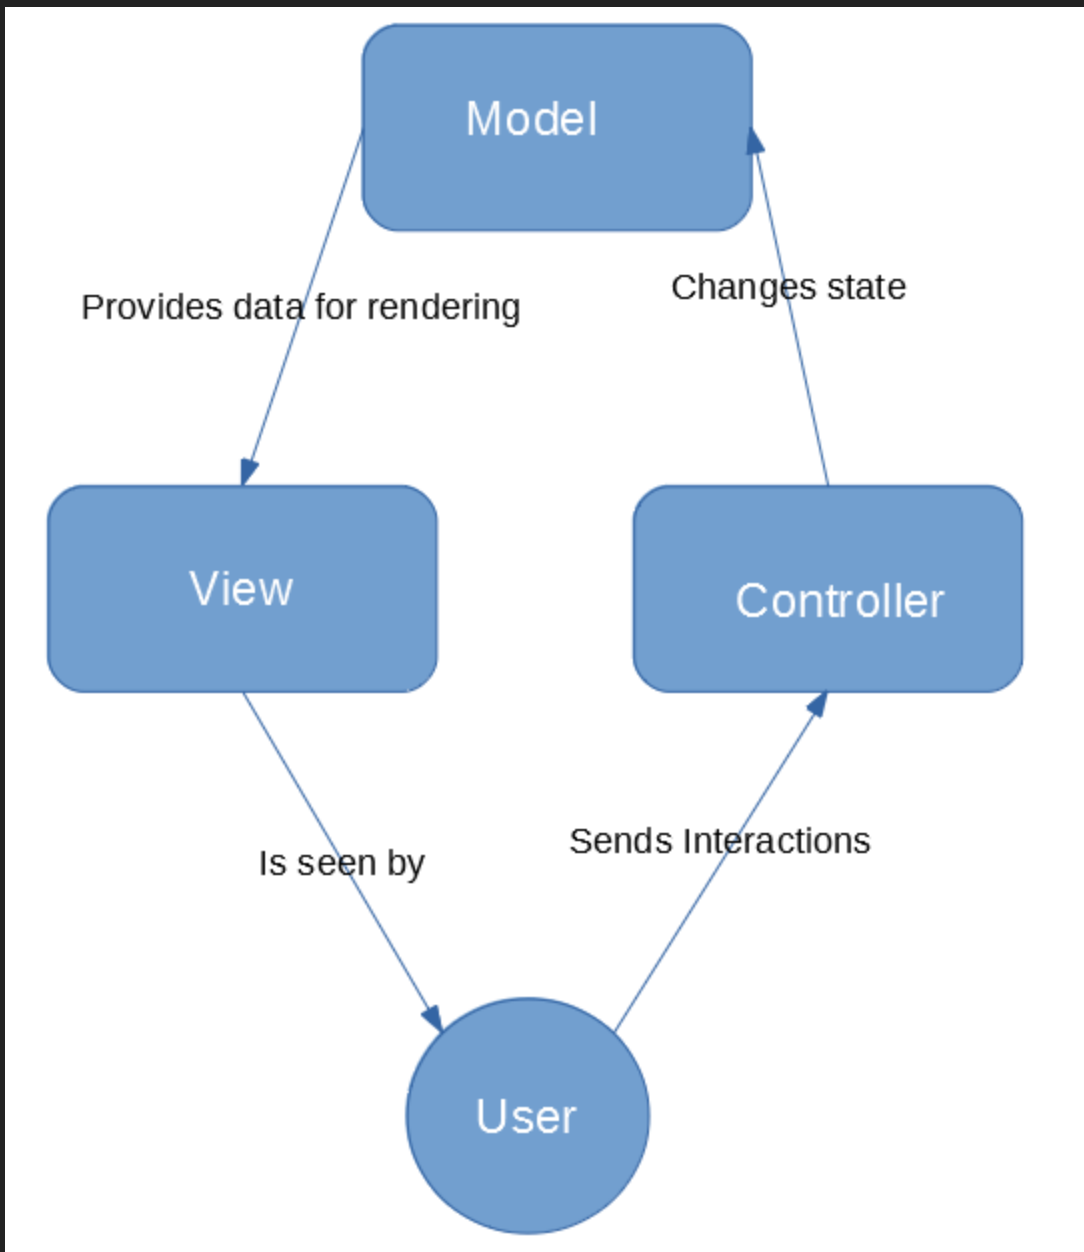 Model
Provides data for rendering
Changes state
View
Controller
Is seen by
Sends Interactions
User